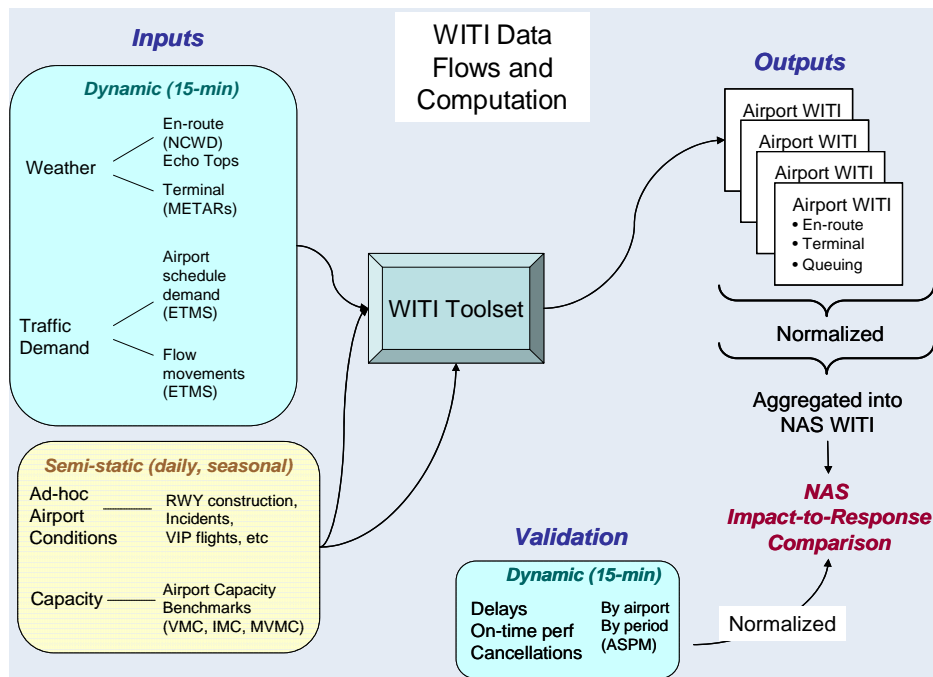 WITI Data
Flows and
Computation
Inputs
Dynamic (15-min)
Weather
En-route
(NCWD)
Echo Tops
Terminal
(METARs)
Traffic
Demand
Airport
schedule
demand
(ETMS)
Flow
movements
(ETMS)
Semi-static (daily, seasonal)
Ad-hoc
Airport
Conditions
RWY construction,
Incidents,
VIP flights, etc
Capacity
Airport Capacity
Benchmarks
(VMC, IMC, MVMC)
WITI Toolset
Outputs
Airport WITI
Airport WITI
Airport WITI
Airport WITI
• En-route
• Terminal
• Queuing
Normalized
Aggregated into
NAS WITI
NAS
Impact-to-Response
Comparison
Validation
Dynamic (15-min)
Delays
On-time perf
Cancellations
By airport
By period
(ASPM)
Normalized